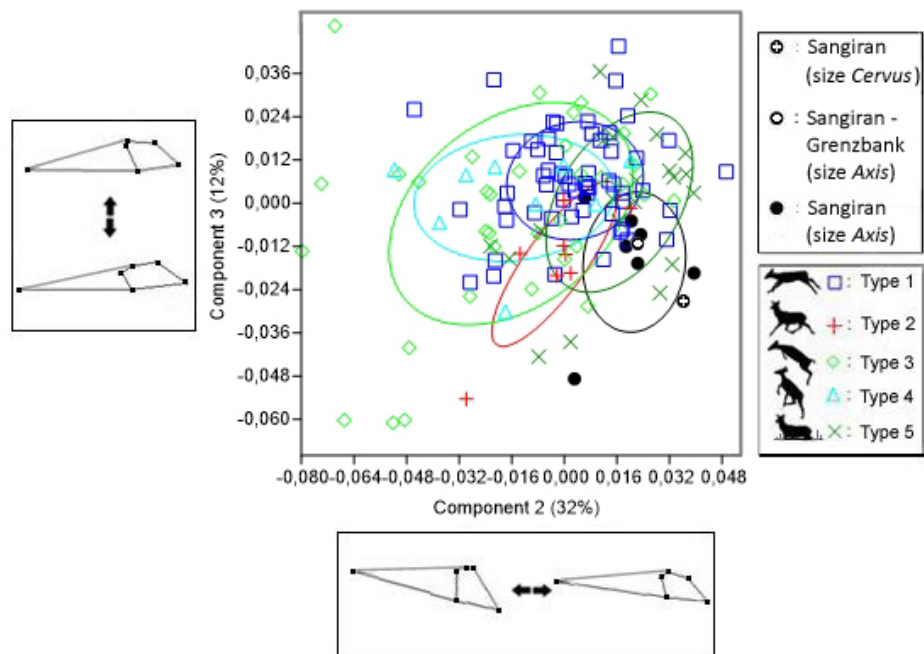 0,036
0,024
0,012
0,000
-0,012
-0,024
-0,036
-0,048
-0,060
Component 3 (12%)
-0,080 -0,064 -0,048 -0,032 -0,016 0,000 0,016 0,032 0,048
Component 2 (32%)
: Sangiran
(size Cervus)
: Sangiran -
Grenzbank
(size Axis)
: Sangiran
(size Axis)
: Type 1
: Type 2
: Type 3
: Type 4
: Type 5